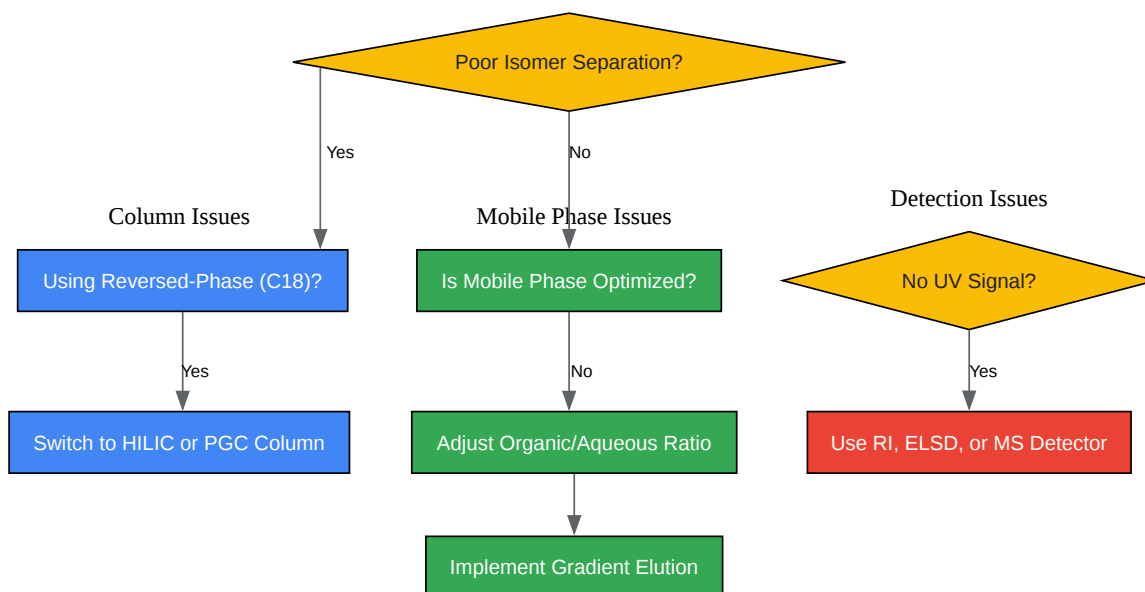 Poor Isomer Separation?
Yes
No
Column Issues
Mobile Phase Issues
Detection Issues
Using Reversed-Phase (C18)?
Is Mobile Phase Optimized?
No UV Signal?
Yes
No
Yes
Switch to HILIC or PGC Column
Adjust Organic/Aqueous Ratio
Use RI, ELSD, or MS Detector
Implement Gradient Elution